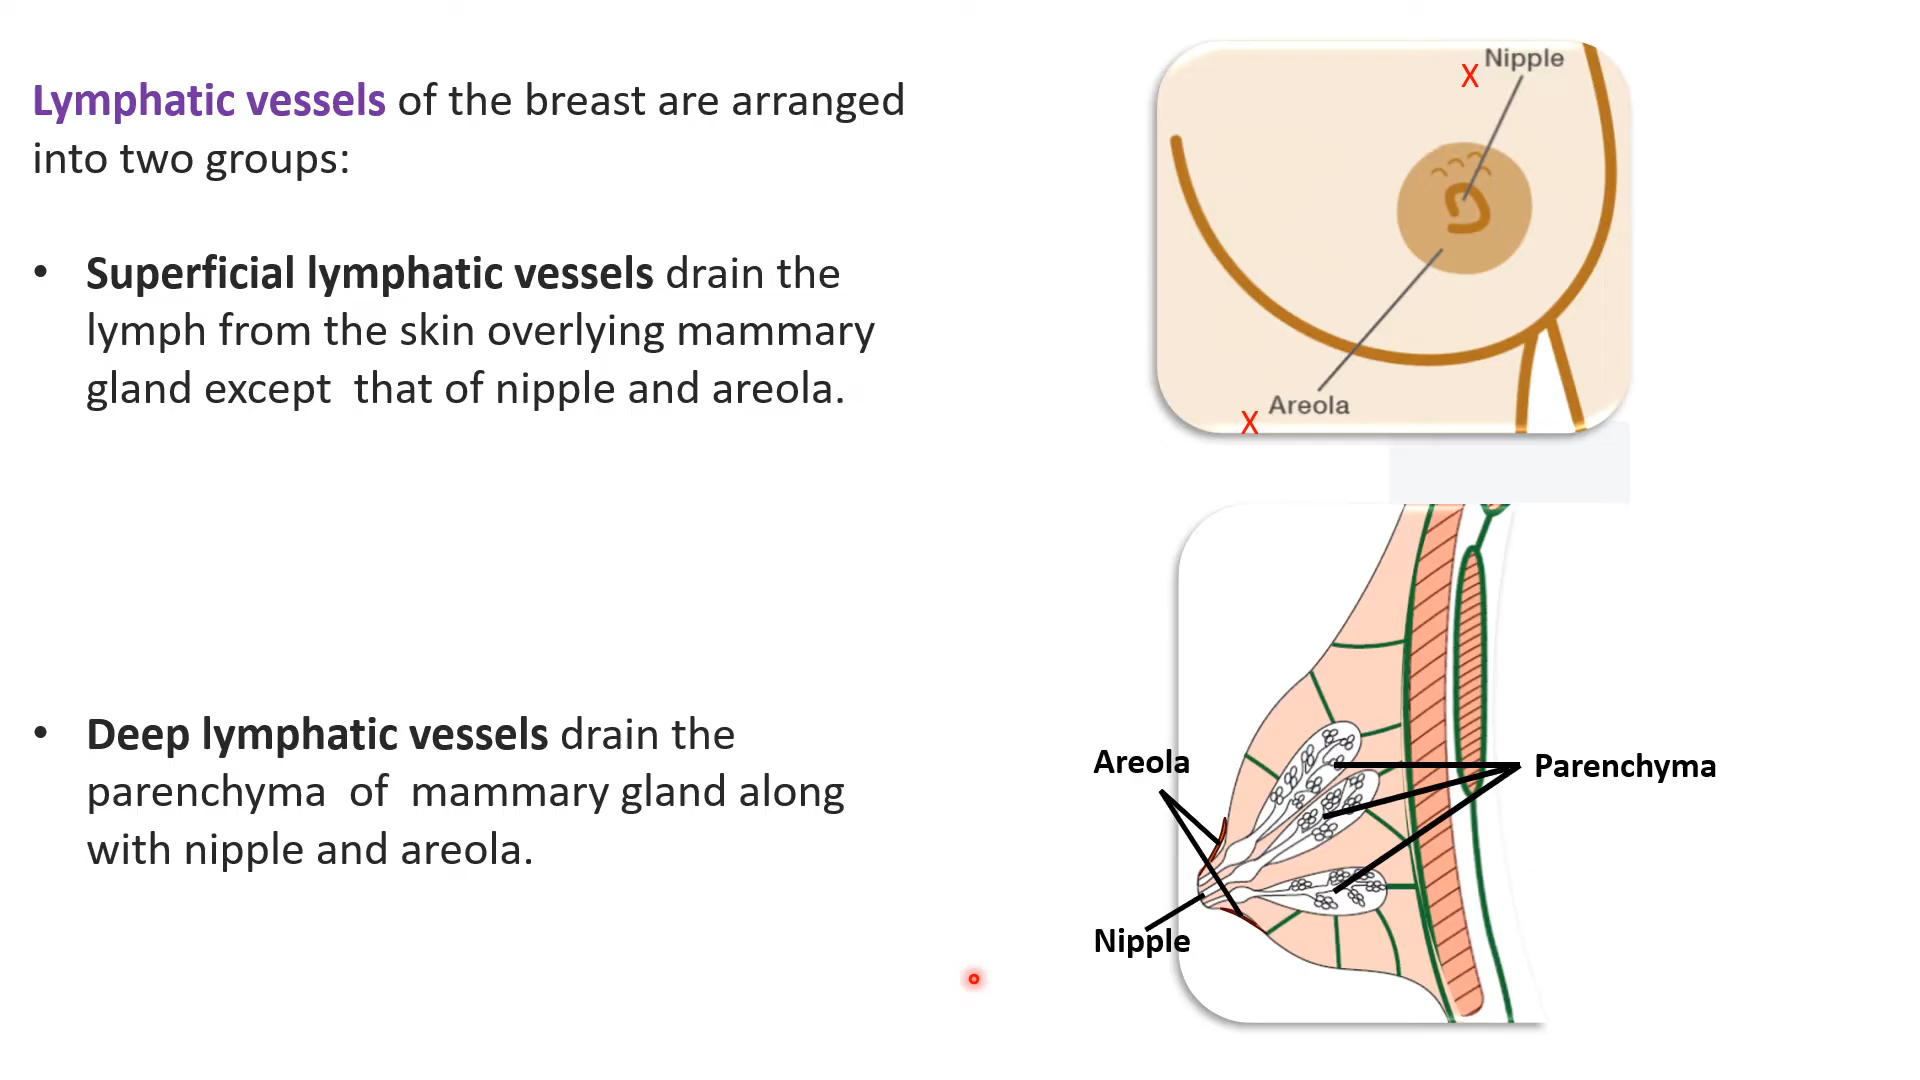 Lymphatic vessels of the breast are arranged
into two groups:
• Superficial lymphatic vessels drain the
lymph from the skin overlying mammary
gland except  that of nipple and areola.
• Deep lymphatic vessels drain the
parenchyma  of  mammary gland along
with nipple and areola.
X Nipple
X Areola
Areola
Parenchyma
Nipple